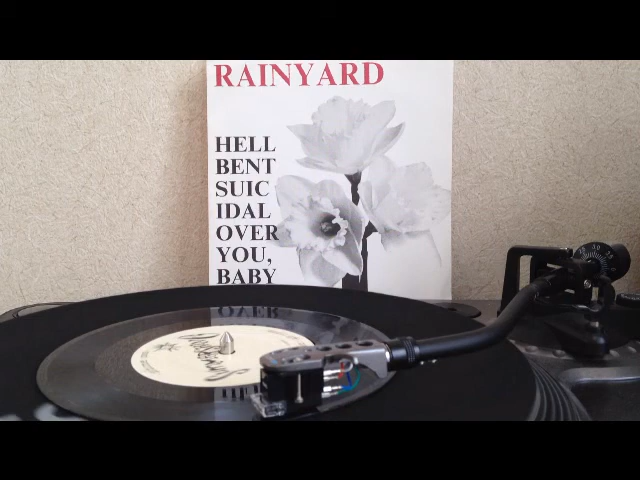 RAINYARD
HELL
BENT
SUIC
IDAL
OVER
YOU,
BABY